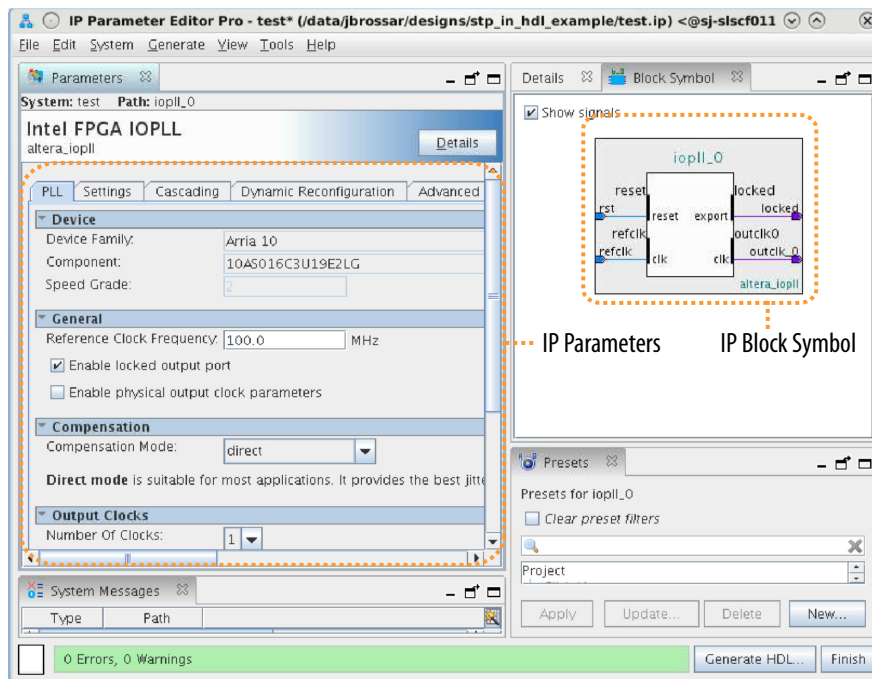 IP Parameter Editor Pro - test* (/data/jbrossar/designs/stp_in_hdl_example/test.ip) <@sj-slscf011
File Edit System Generate View Tools Help
Parameters
System: test Path: iopll_0
Intel FPGA IOPLL
altera_iopll
Details
PLL Settings Cascading Dynamic Reconfiguration Advanced
Device
Device Family: Arria 10
Component: 10AS016C3U19E2LG
Speed Grade: 2
General
Reference Clock Frequency: 100.0 MHz
Enable locked output port
Enable physical output clock parameters
Compensation
Compensation Mode: direct
Direct mode is suitable for most applications. It provides the best jitte
Output Clocks
Number Of Clocks: 1
System Messages
Type Path
0 Errors, 0 Warnings
Details Block Symbol
Show signals
iopll_0
reset locked
rst reset export locked
refclk outclk0
refclk clk clk outclk_0
altera_iopll
IP Parameters IP Block Symbol
Presets
Presets for iopll_0
Clear preset filters
Project
Apply Update... Delete New...
Generate HDL... Finish